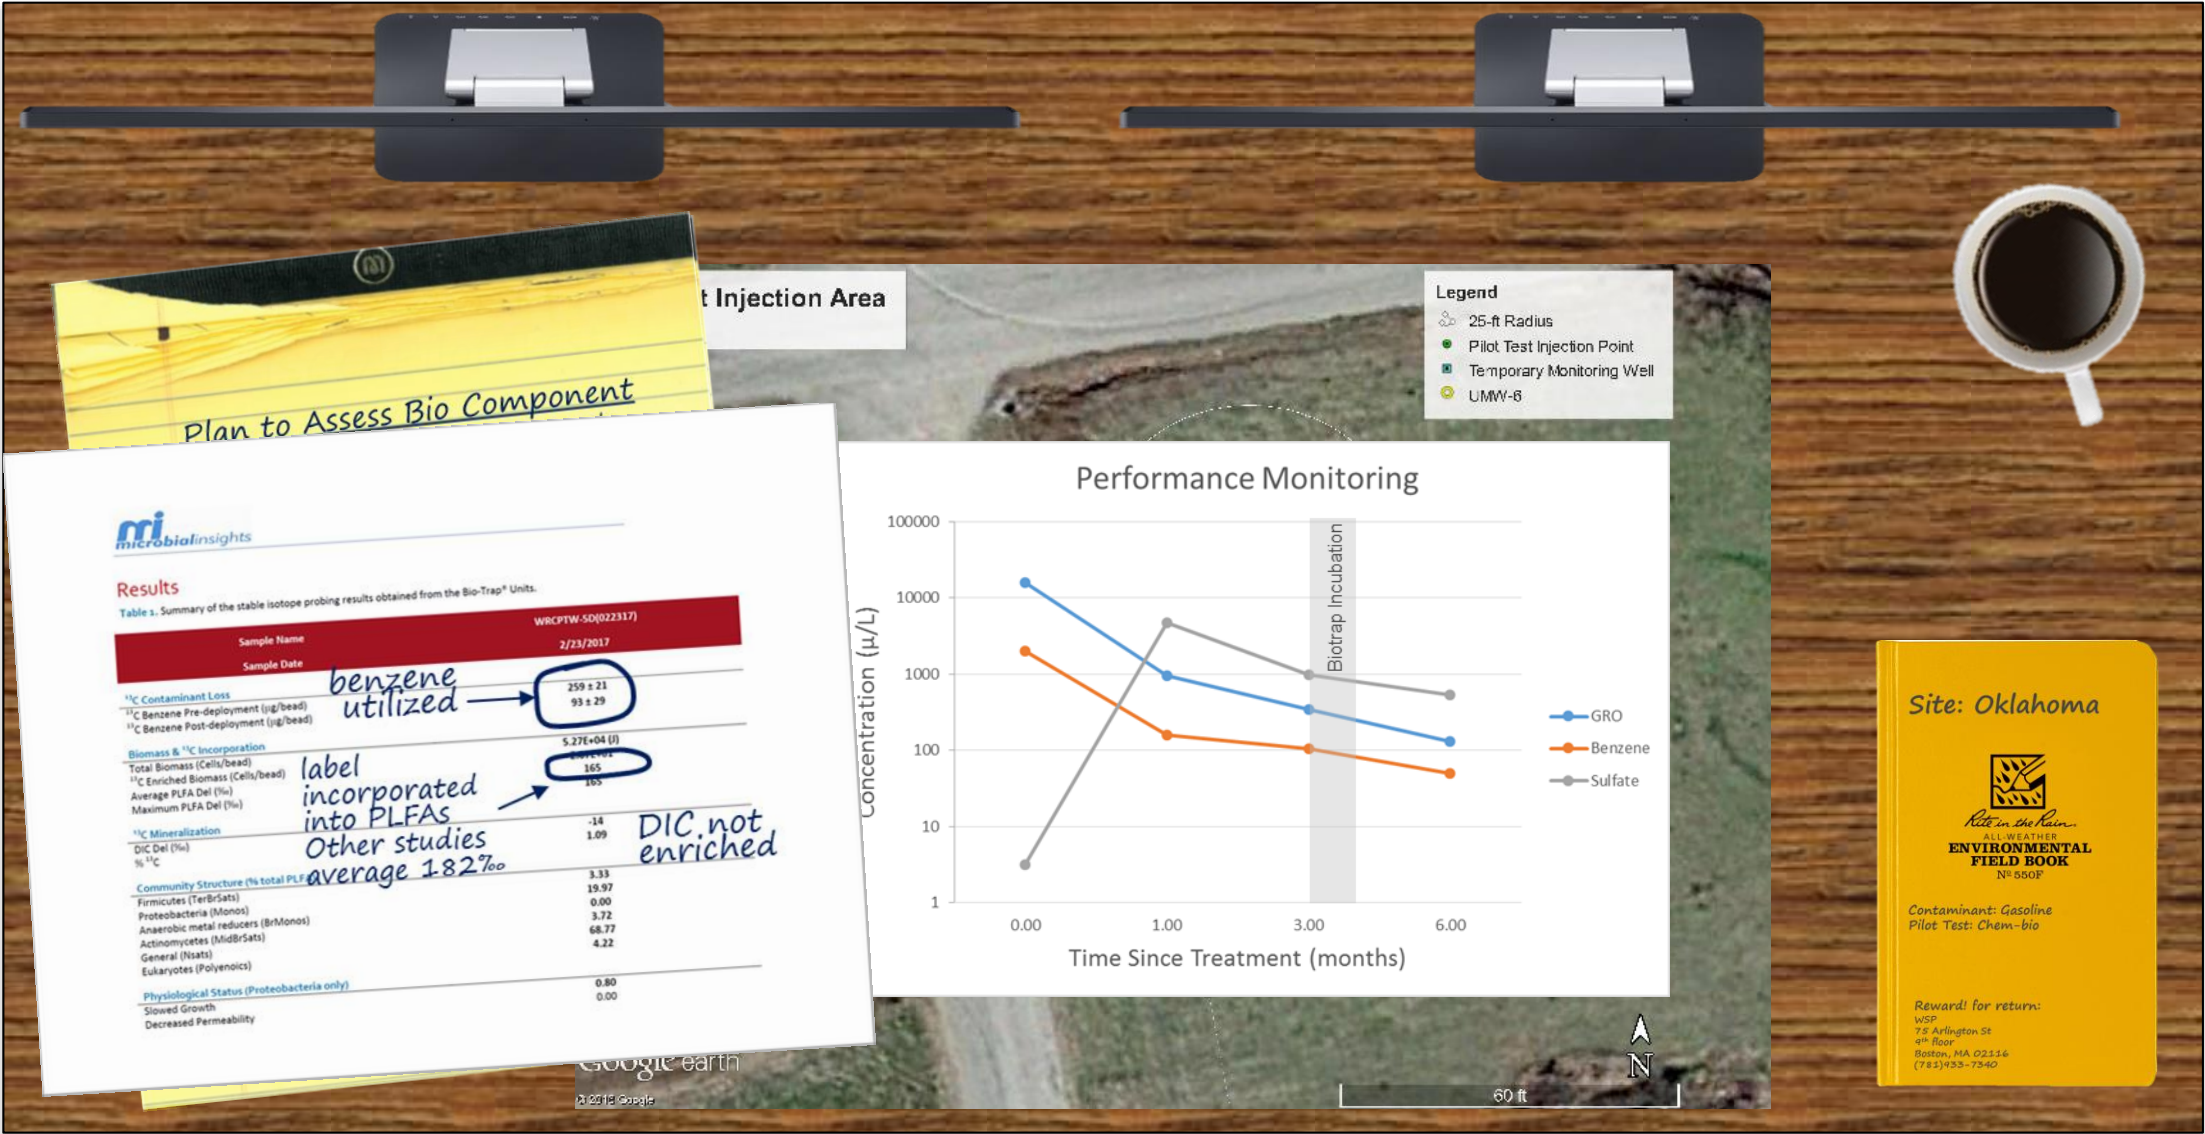 Plan to Assess Bio Component
t Injection Area
Legend
25-ft Radius
Pilot Test Injection Point
Temporary Monitoring Well
UMW-6
mi
microbialinsights
Results
Table 1. Summary of the stable isotope probing results obtained from the Bio-Trap® Units.
Sample Name WRCPTW-5D(022317)
Sample Date 2/23/2017
¹³C Contaminant Loss
¹³C Benzene Pre-deployment (µg/bead) 259 ± 21
¹³C Benzene Post-deployment (µg/bead) 93 ± 29
benzene
utilized
Biomass & ¹³C Incorporation
Total Biomass (Cells/bead) 5.27E+04 (J)
¹³C Enriched Biomass (Cells/bead)
Average PLFA Del (‰) 165
Maximum PLFA Del (‰) 165
label
incorporated
into PLFAs
Other studies
average 182‰
¹³C Mineralization
DIC Del (‰) -14
% ¹³C 1.09
DIC not
enriched
Community Structure (% total PLFA
Firmicutes (TerBrSats) 3.33
Proteobacteria (Monos) 19.97
Anaerobic metal reducers (BrMonos) 0.00
Actinomycetes (MidBrSats) 3.72
General (Nsats) 68.77
Eukaryotes (Polyenoics) 4.22
Physiological Status (Proteobacteria only)
Slowed Growth 0.80
Decreased Permeability 0.00
Performance Monitoring
Concentration (µ/L)
100000
10000
1000
100
10
1
Biotrap Incubation
0.00 1.00 3.00 6.00
Time Since Treatment (months)
GRO
Benzene
Sulfate
Google earth
© 2016 Google
N
60 ft
Site: Oklahoma
Rite in the Rain
ALL-WEATHER
ENVIRONMENTAL
FIELD BOOK
Nº 550F
Contaminant: Gasoline
Pilot Test: Chem-bio
Reward! for return:
WSP
75 Arlington St
9th floor
Boston, MA 02116
(781)933-7340